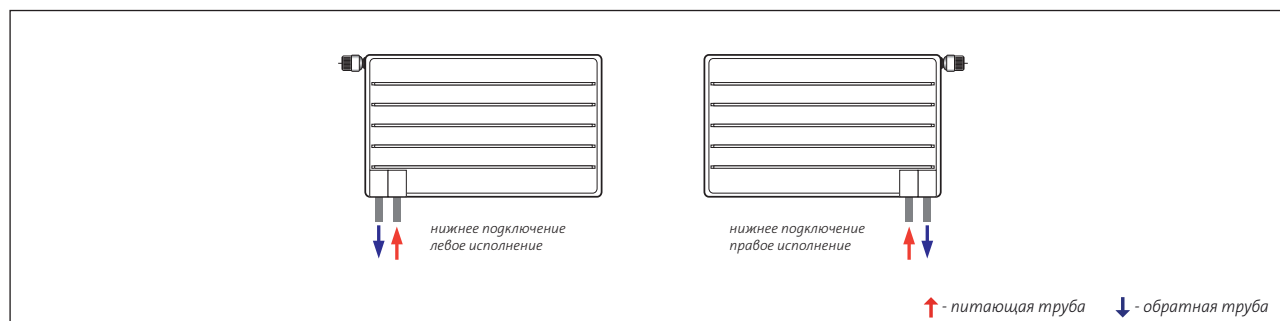 нижнее подключение
левое исполнение
нижнее подключение
правое исполнение
- питающая труба
- обратная труба